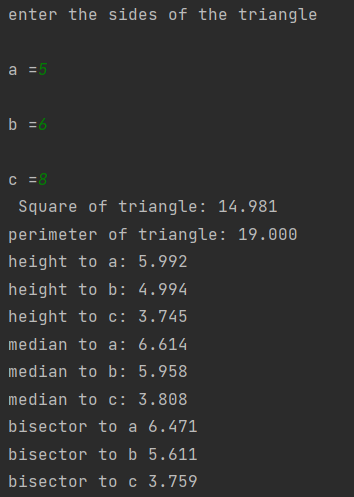 enter the sides of the triangle
a =5
b =6
c =8
Square of triangle: 14.981
perimeter of triangle: 19.000
height to a: 5.992
height to b: 4.994
height to c: 3.745
median to a: 6.614
median to b: 5.958
median to c: 3.808
bisector to a 6.471
bisector to b 5.611
bisector to c 3.759